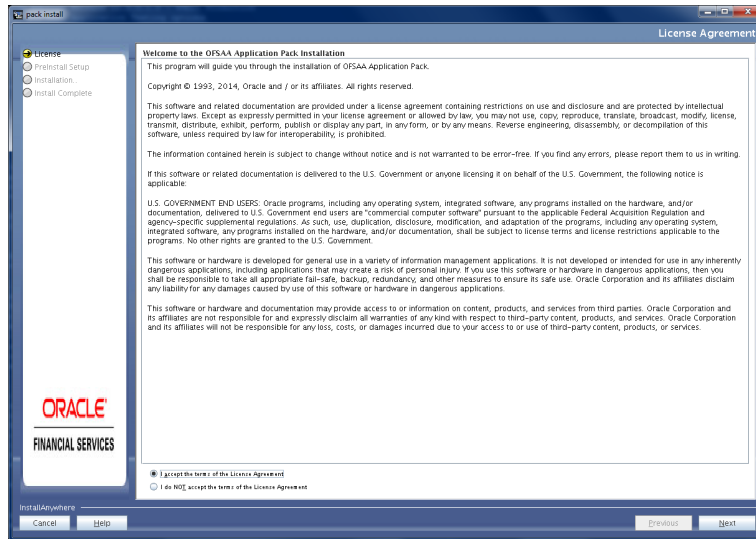 pack install
License Agreement
License
PreInstall Setup
Installation...
Install Complete
ORACLE
FINANCIAL SERVICES
Welcome to the OFSAA Application Pack Installation
This program will guide you through the installation of OFSAA Application Pack.
Copyright © 1993, 2014, Oracle and / or its affiliates. All rights reserved.
This software and related documentation are provided under a license agreement containing restrictions on use and disclosure and are protected by intellectual
property laws. Except as expressly permitted in your license agreement or allowed by law, you may not use, copy, reproduce, translate, broadcast, modify, license,
transmit, distribute, exhibit, perform, publish or display any part, in any form, or by any means. Reverse engineering, disassembly, or decompilation of this
software, unless required by law for interoperability, is prohibited.
The information contained herein is subject to change without notice and is not warranted to be error-free. If you find any errors, please report them to us in writing.
If this software or related documentation is delivered to the U.S. Government or anyone licensing it on behalf of the U.S. Government, the following notice is
applicable:
U.S. GOVERNMENT END USERS: Oracle programs, including any operating system, integrated software, any programs installed on the hardware, and/or
documentation, delivered to U.S. Government end users are "commercial computer software" pursuant to the applicable Federal Acquisition Regulation and
agency-specific supplemental regulations. As such, use, duplication, disclosure, modification, and adaptation of the programs, including any operating system,
integrated software, any programs installed on the hardware, and/or documentation, shall be subject to license terms and license restrictions applicable to the
programs. No other rights are granted to the U.S. Government.
This software or hardware is developed for general use in a variety of information management applications. It is not developed or intended for use in any inherently
dangerous applications, including applications that may create a risk of personal injury. If you use this software or hardware in dangerous applications, then you
shall be responsible to take all appropriate fail-safe, backup, redundancy, and other measures to ensure its safe use. Oracle Corporation and its affiliates disclaim
any liability for any damages caused by use of this software or hardware in dangerous applications.
This software or hardware and documentation may provide access to or information on content, products, and services from third parties. Oracle Corporation and
its affiliates are not responsible for and expressly disclaim all warranties of any kind with respect to third-party content, products, and services. Oracle Corporation
and its affiliates will not be responsible for any loss, costs, or damages incurred due to your access to or use of third-party content, products, or services.
I accept the terms of the License Agreement
I do NOT accept the terms of the License Agreement
InstallAnywhere
Cancel
Help
Previous
Next